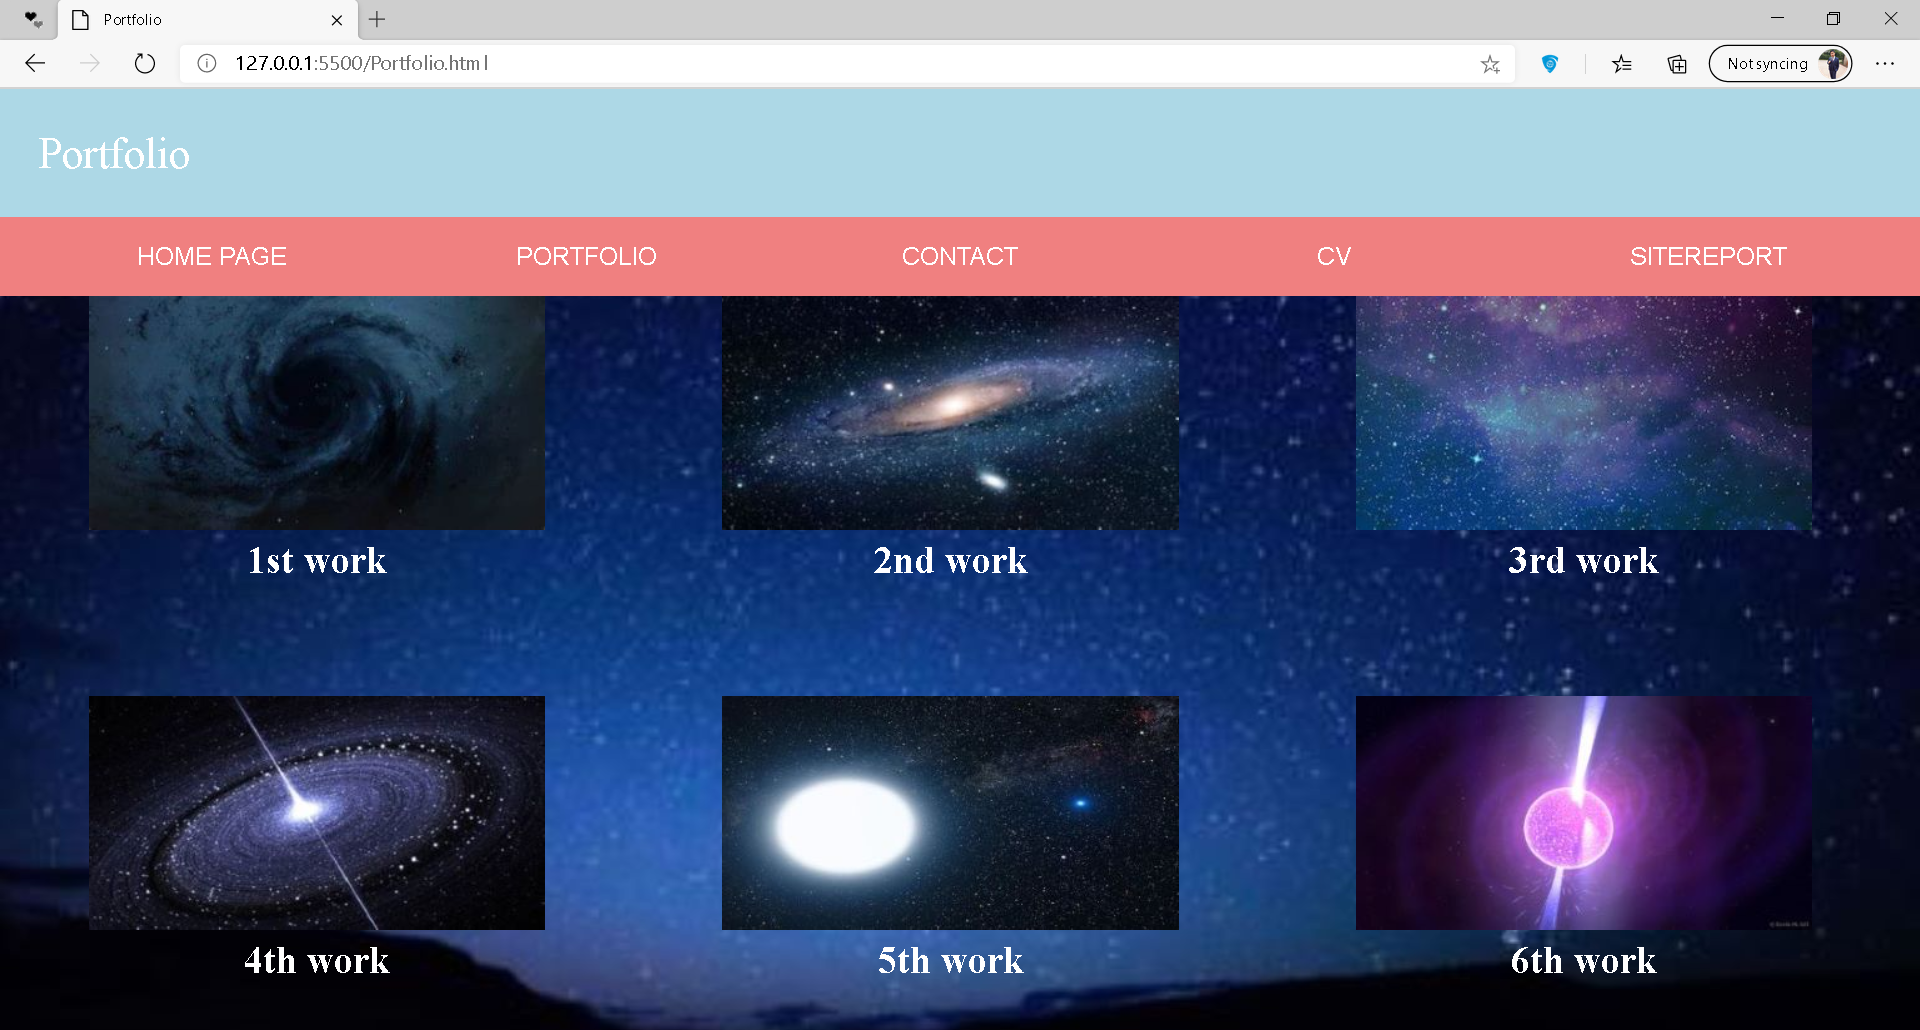 Portfolio
127.0.0.1:5500/Portfolio.html
Not syncing
Portfolio
HOME PAGE PORTFOLIO CONTACT CV SITEREPORT
1st work 2nd work 3rd work
4th work 5th work 6th work